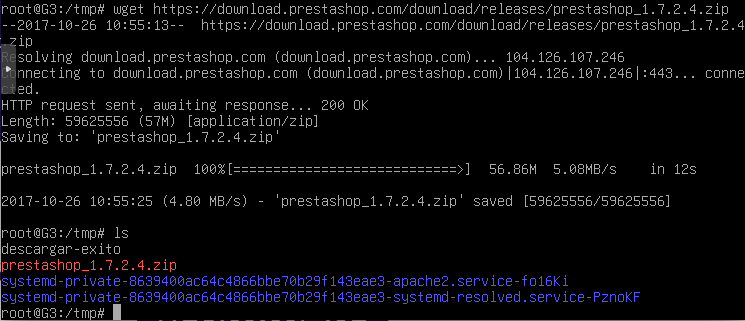 root@G3:/tmp# wget https://download.prestashop.com/download/releases/prestashop_1.7.2.4.zip
--2017-10-26 10:55:13--  https://download.prestashop.com/download/releases/prestashop_1.7.2.4
.zip
Resolving download.prestashop.com (download.prestashop.com)... 104.126.107.246
Connecting to download.prestashop.com (download.prestashop.com)|104.126.107.246|:443... conne
cted.
HTTP request sent, awaiting response... 200 OK
Length: 59625556 (57M) [application/zip]
Saving to: 'prestashop_1.7.2.4.zip'
prestashop_1.7.2.4.zip  100%[============================>]  56.86M  5.08MB/s    in 12s
2017-10-26 10:55:25 (4.80 MB/s) - 'prestashop_1.7.2.4.zip' saved [59625556/59625556]
root@G3:/tmp# ls
descargar-exito
prestashop_1.7.2.4.zip
systemd-private-8639400ac64c4866bbe70b29f143eae3-apache2.service-fo16Ki
systemd-private-8639400ac64c4866bbe70b29f143eae3-systemd-resolved.service-PznoKF
root@G3:/tmp#